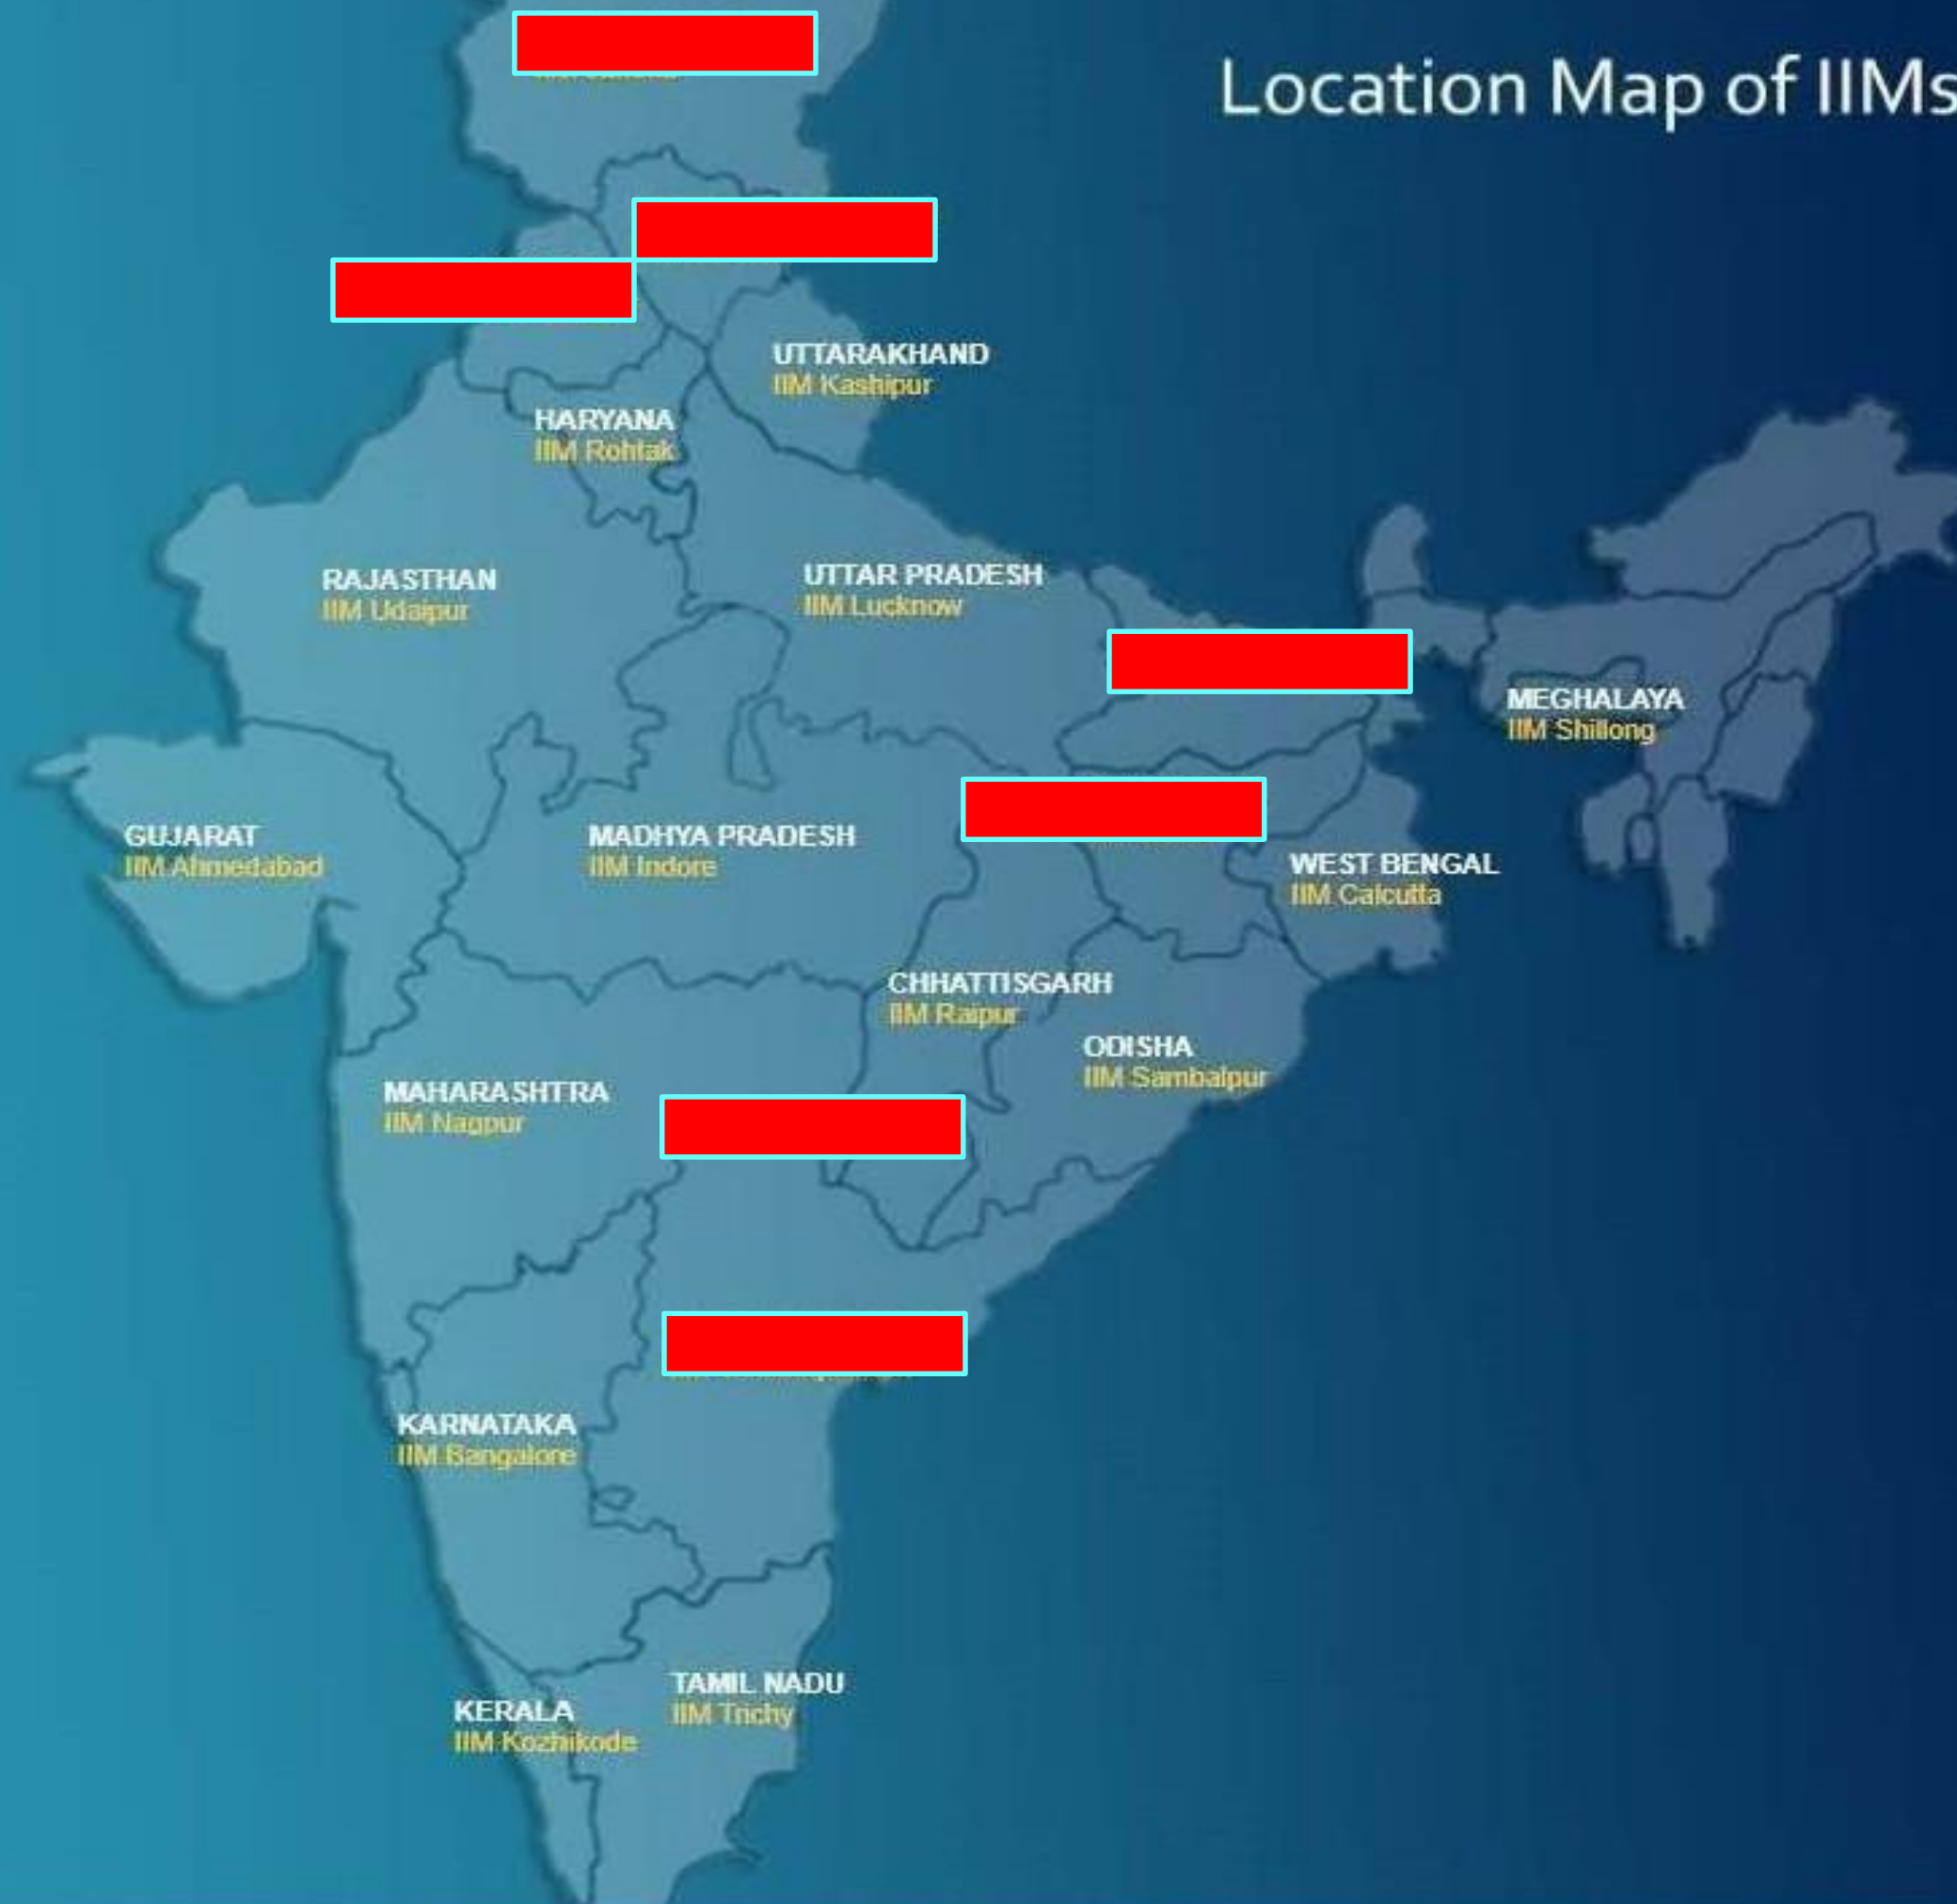 Location Map of IIMs
UTTARAKHAND
IIM Kashipur
HARYANA
IIM Rohtak
RAJASTHAN
IIM Udaipur
UTTAR PRADESH
IIM Lucknow
MEGHALAYA
IIM Shillong
GUJARAT
IIM Ahmedabad
MADHYA PRADESH
IIM Indore
WEST BENGAL
IIM Calcutta
CHHATTISGARH
IIM Raipur
ODISHA
IIM Sambalpur
MAHARASHTRA
IIM Nagpur
KARNATAKA
IIM Bangalore
TAMIL NADU
IIM Trichy
KERALA
IIM Kozhikode